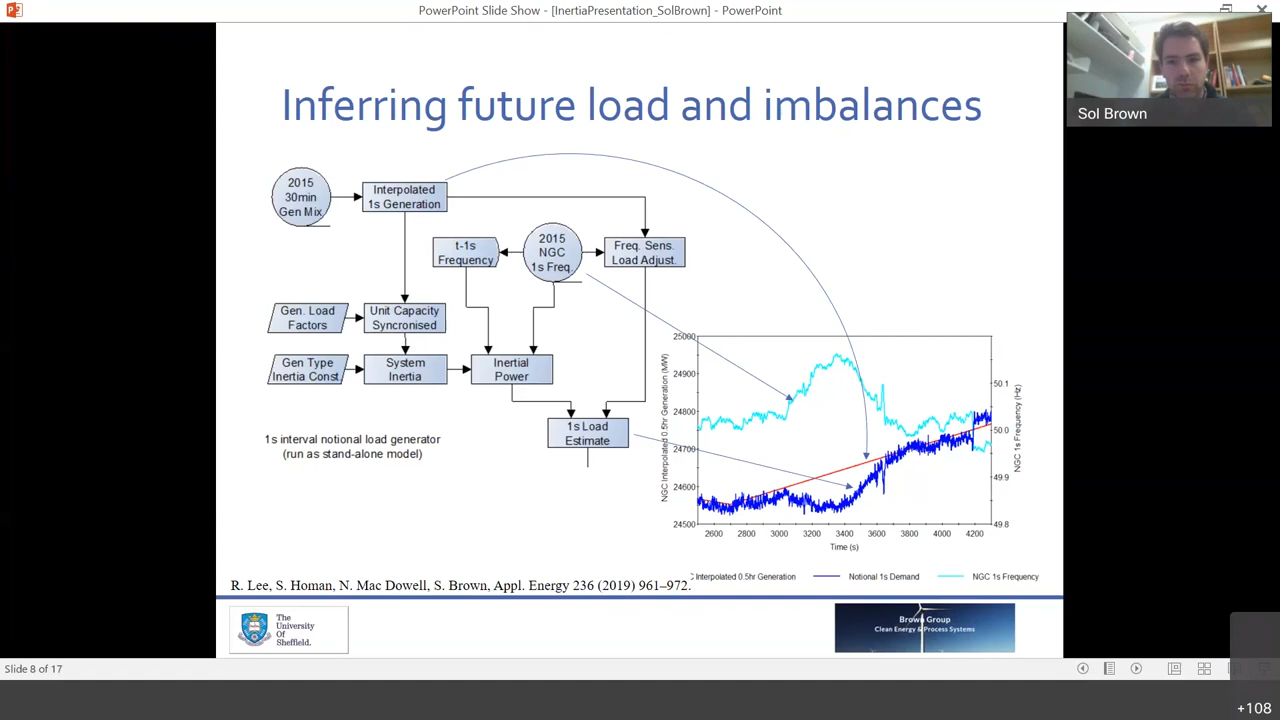 PowerPoint Slide Show - [InertiaPresentation_SolBrown] - PowerPoint
Sol Brown
Inferring future load and imbalances
2015
30min
Gen Mix
Interpolated
1s Generation
t-1s
Frequency
2015
NGC
1s Freq.
Freq. Sens.
Load Adjust.
Gen. Load
Factors
Unit Capacity
Syncronised
Gen Type
Inertia Const.
System
Inertia
Inertial
Power
1s Load
Estimate
1s interval notional load generator
(run as stand-alone model)
25000
24900
24800
24700
24600
24500
NGC Interpolated 0.5hr Generation (MW)
50.1
50.0
49.9
49.8
NGC 1s Frequency (Hz)
2600 2800 3000 3200 3400 3600 3800 4000 4200
Time (s)
Interpolated 0.5hr Generation
Notional 1s Demand
NGC 1s Frequency
R. Lee, S. Homan, N. Mac Dowell, S. Brown, Appl. Energy 236 (2019) 961–972.
The
University
Of
Sheffield.
Brown Group
Clean Energy & Process Systems
Slide 8 of 17
+108